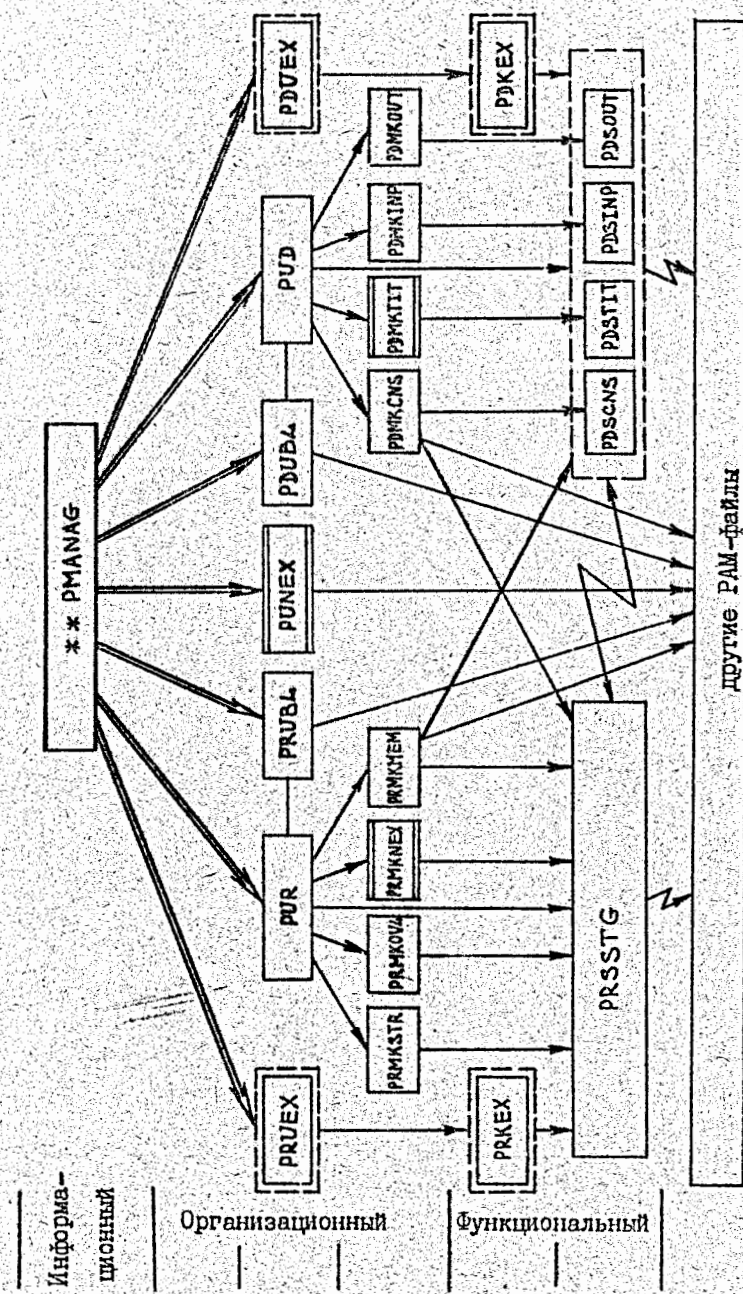 ** PMANAG
PRUEX
PUR
PRUBL
PUNEX
PDUBL
PUD
PDUEX
PRMKSTR
PRMKOVL
PRMKNEX
PRMKMEM
PDMKCNS
PDMKTIT
PDMKINP
PDMKOUT
PRKEX
PDKEX
PRSSTG
PDSCNS
PDSTIT
PDSINP
PDSOUT
другие PAM-файлы
Информа-
ционный
Организационный
Функциональный